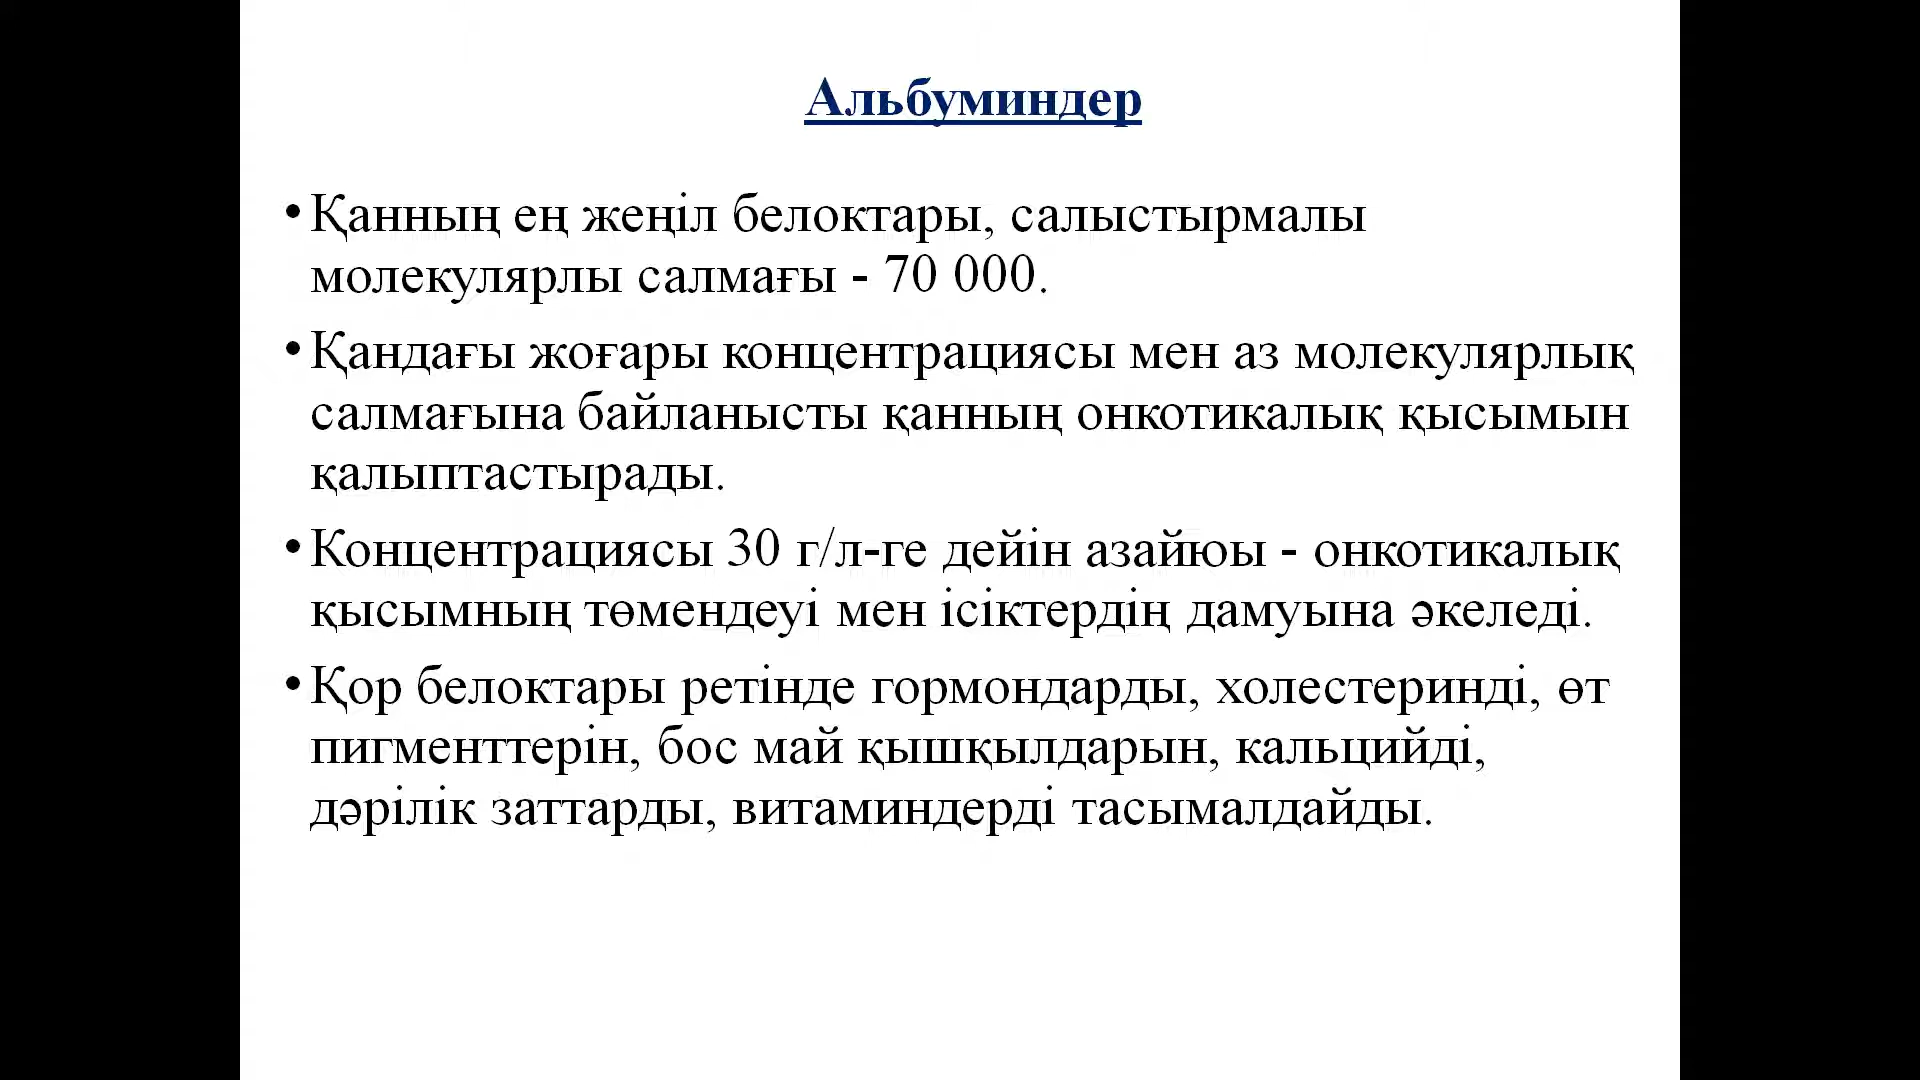 Альбуминдер
•Қанның ең жеңіл белоктары, салыстырмалы
молекулярлы салмағы - 70 000.
•Қандағы жоғары концентрациясы мен аз молекулярлық
салмағына байланысты қанның онкотикалық қысымын
қалыптастырады.
•Концентрациясы 30 г/л-ге дейін азайюы - онкотикалық
қысымның төмендеуі мен ісіктердің дамуына әкеледі.
•Қор белоктары ретінде гормондарды, холестеринді, өт
пигменттерін, бос май қышқылдарын, кальцийді,
дәрілік заттарды, витаминдерді тасымалдайды.